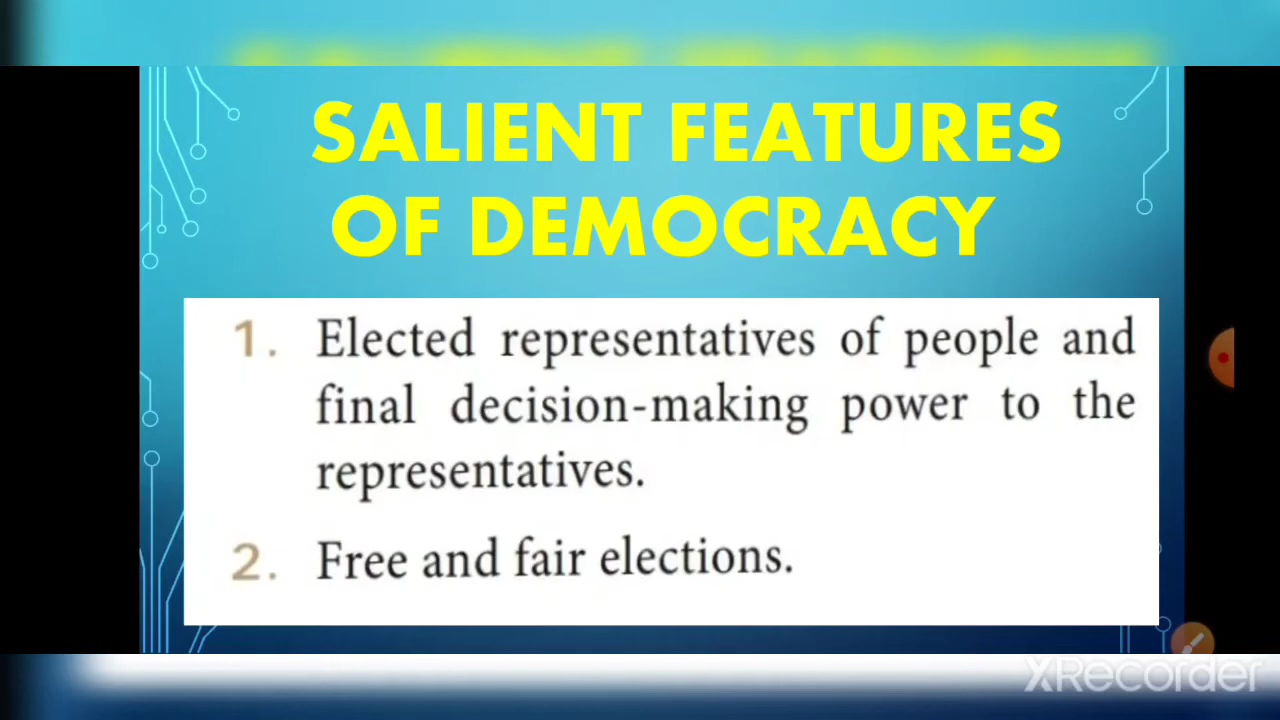 SALIENT FEATURES
OF DEMOCRACY
1. Elected representatives of people and
final decision-making power to the
representatives.
2. Free and fair elections.
XRecorder